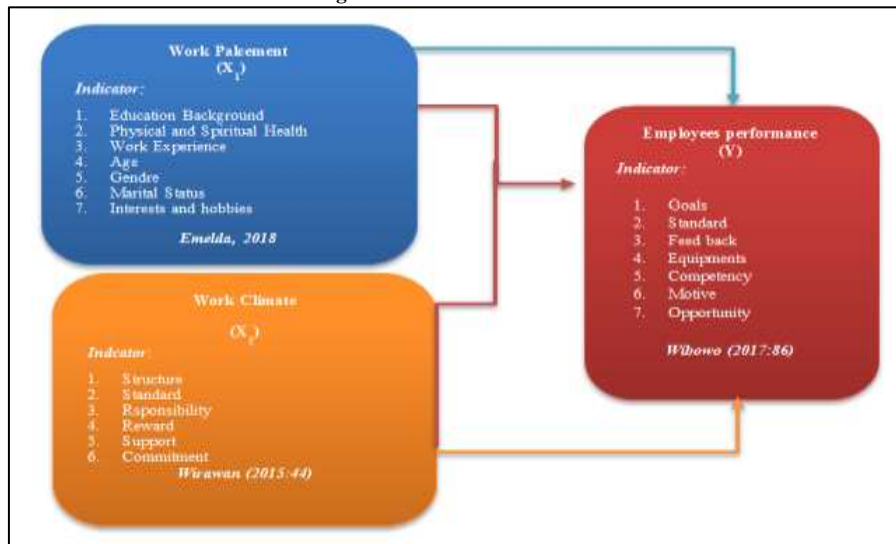 Work Palcement
(X1)
Indicator:
1. Education Background
2. Physical and Spiritual Health
3. Work Experience
4. Age
5. Gendre
6. Marital Status
7. Interests and hobbies
Emelda, 2018
Work Climate
(X2)
Indcator:
1. Structure
2. Standard
3. Rsponsibility
4. Reward
5. Support
6. Commitment
Wirawan (2015:44)
Employees performance
(Y)
Indicator:
1. Goals
2. Standard
3. Feed back
4. Equipments
5. Competency
6. Motive
7. Opportunity
Wibowo (2017:86)